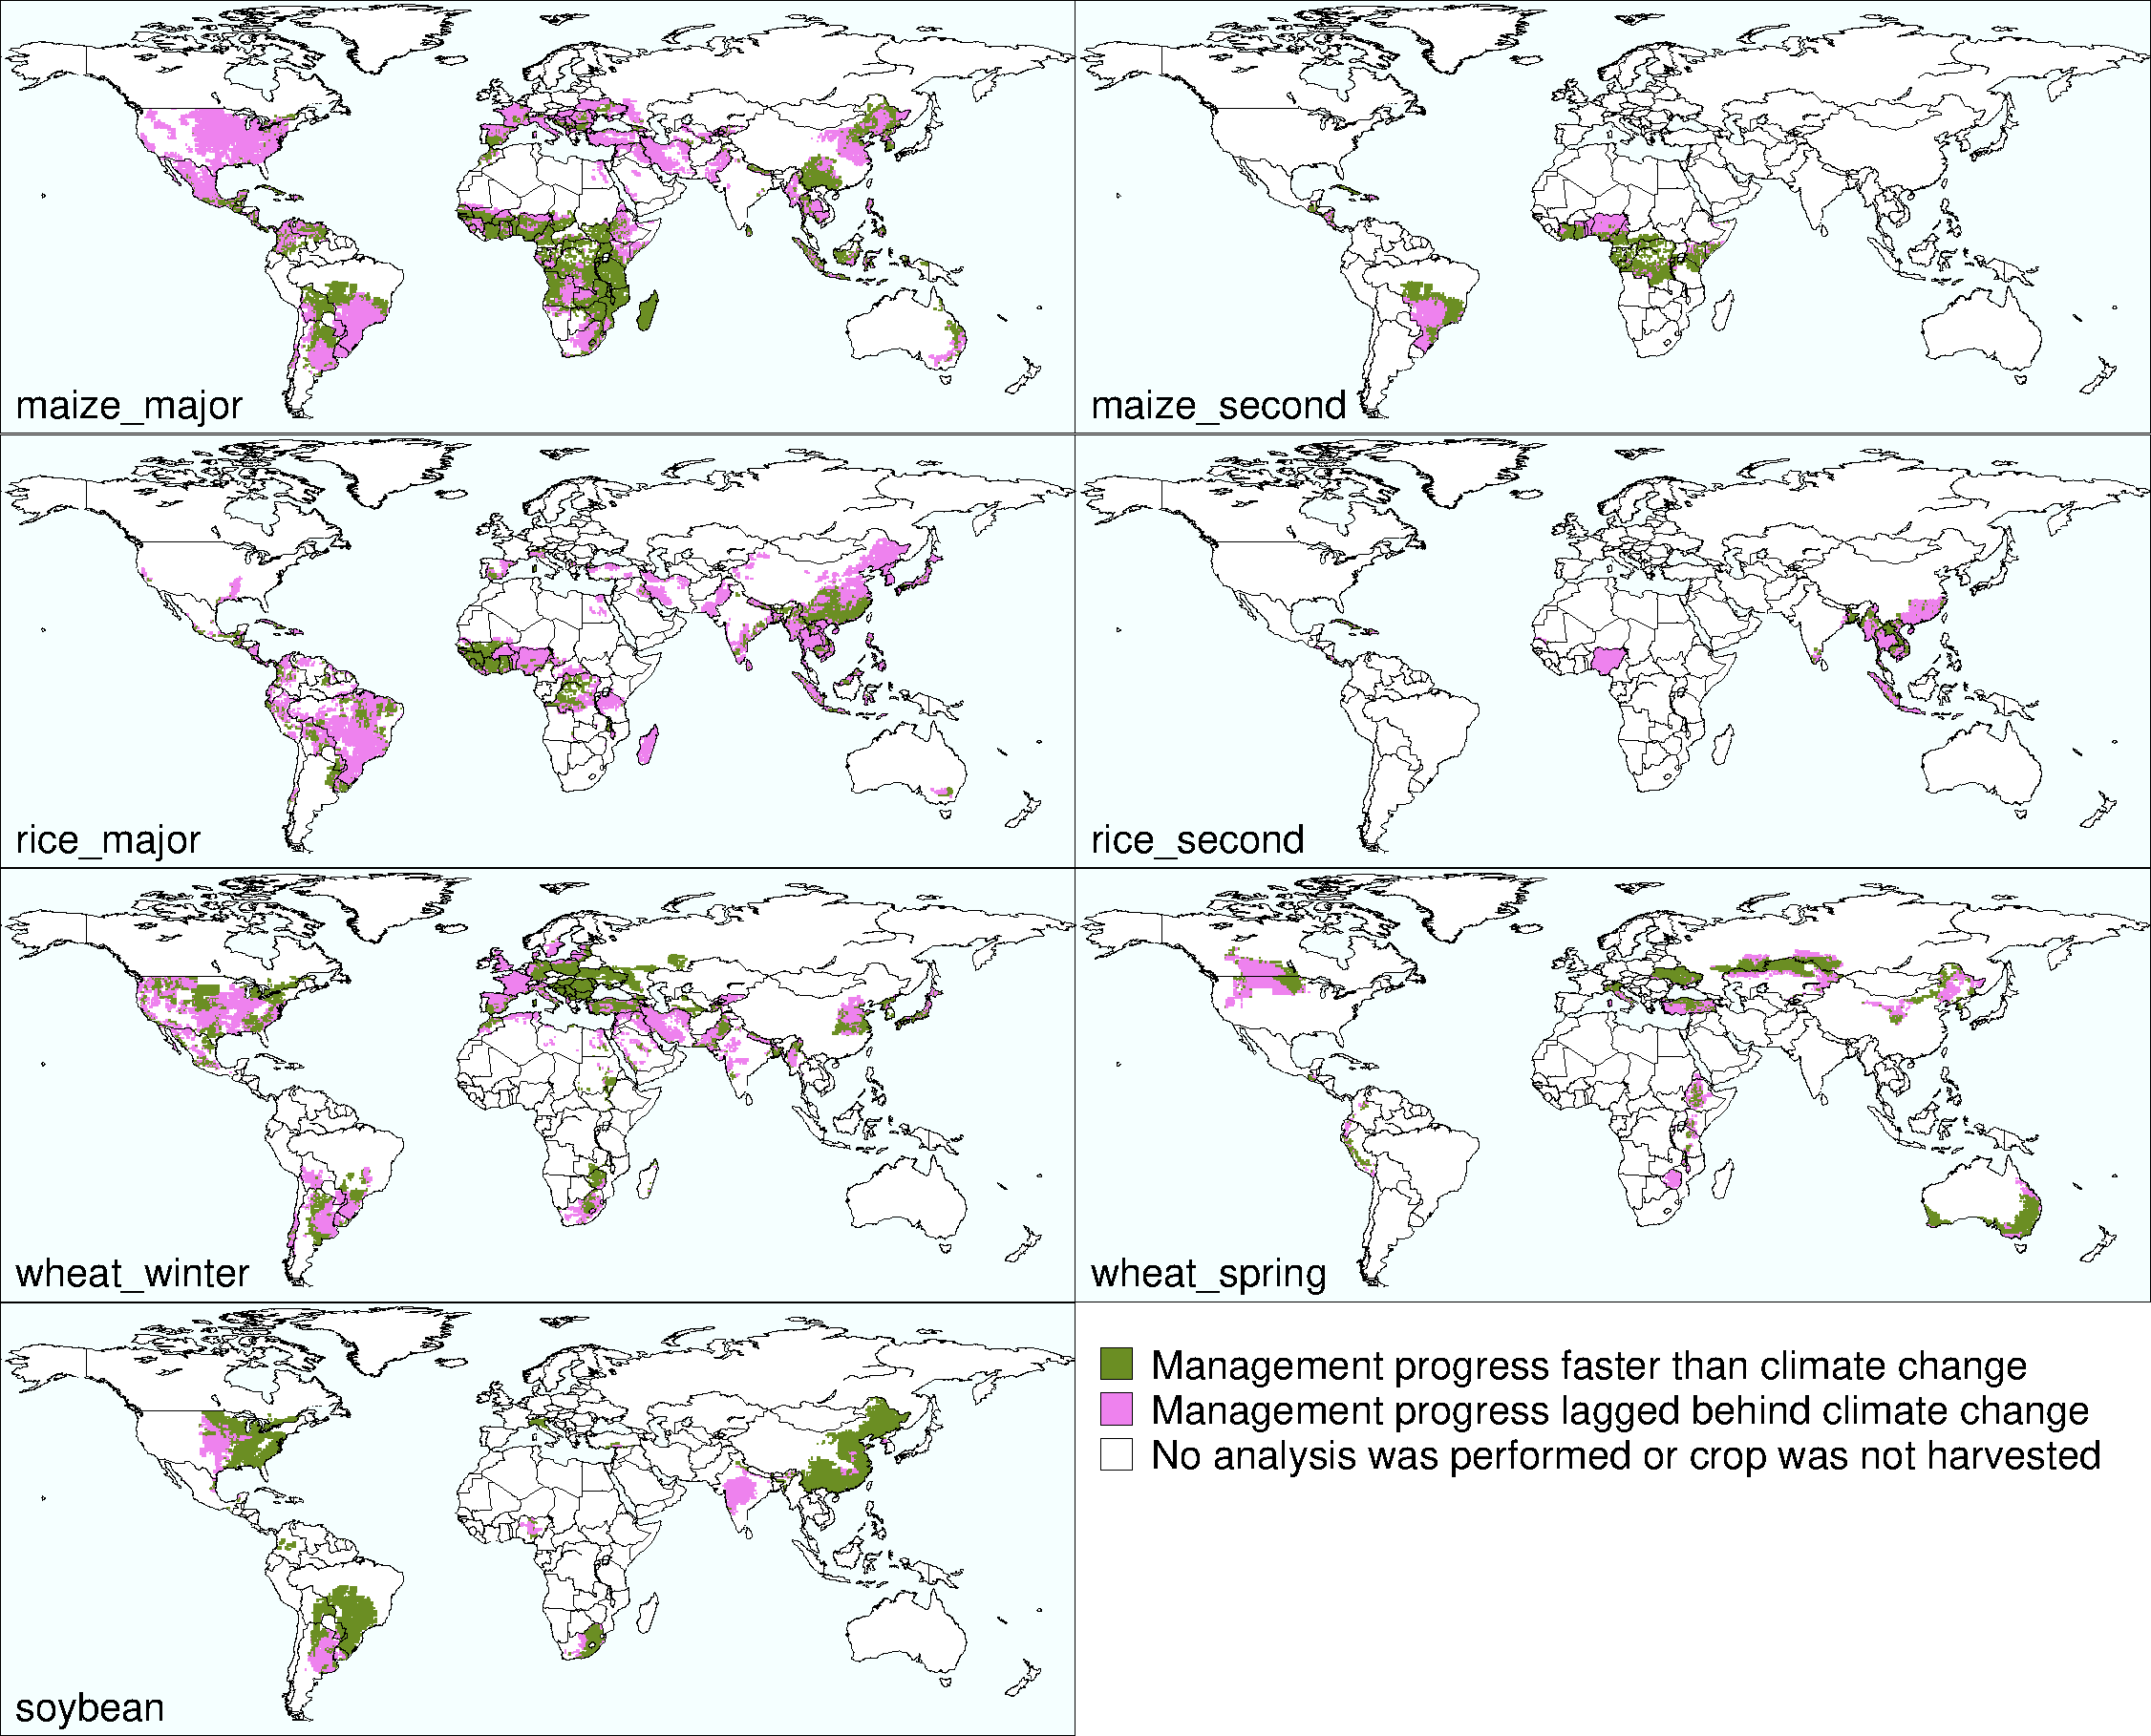 maize_major
maize_second
rice_major
rice_second
wheat_winter
wheat_spring
soybean
Management progress faster than climate change
Management progress lagged behind climate change
No analysis was performed or crop was not harvested